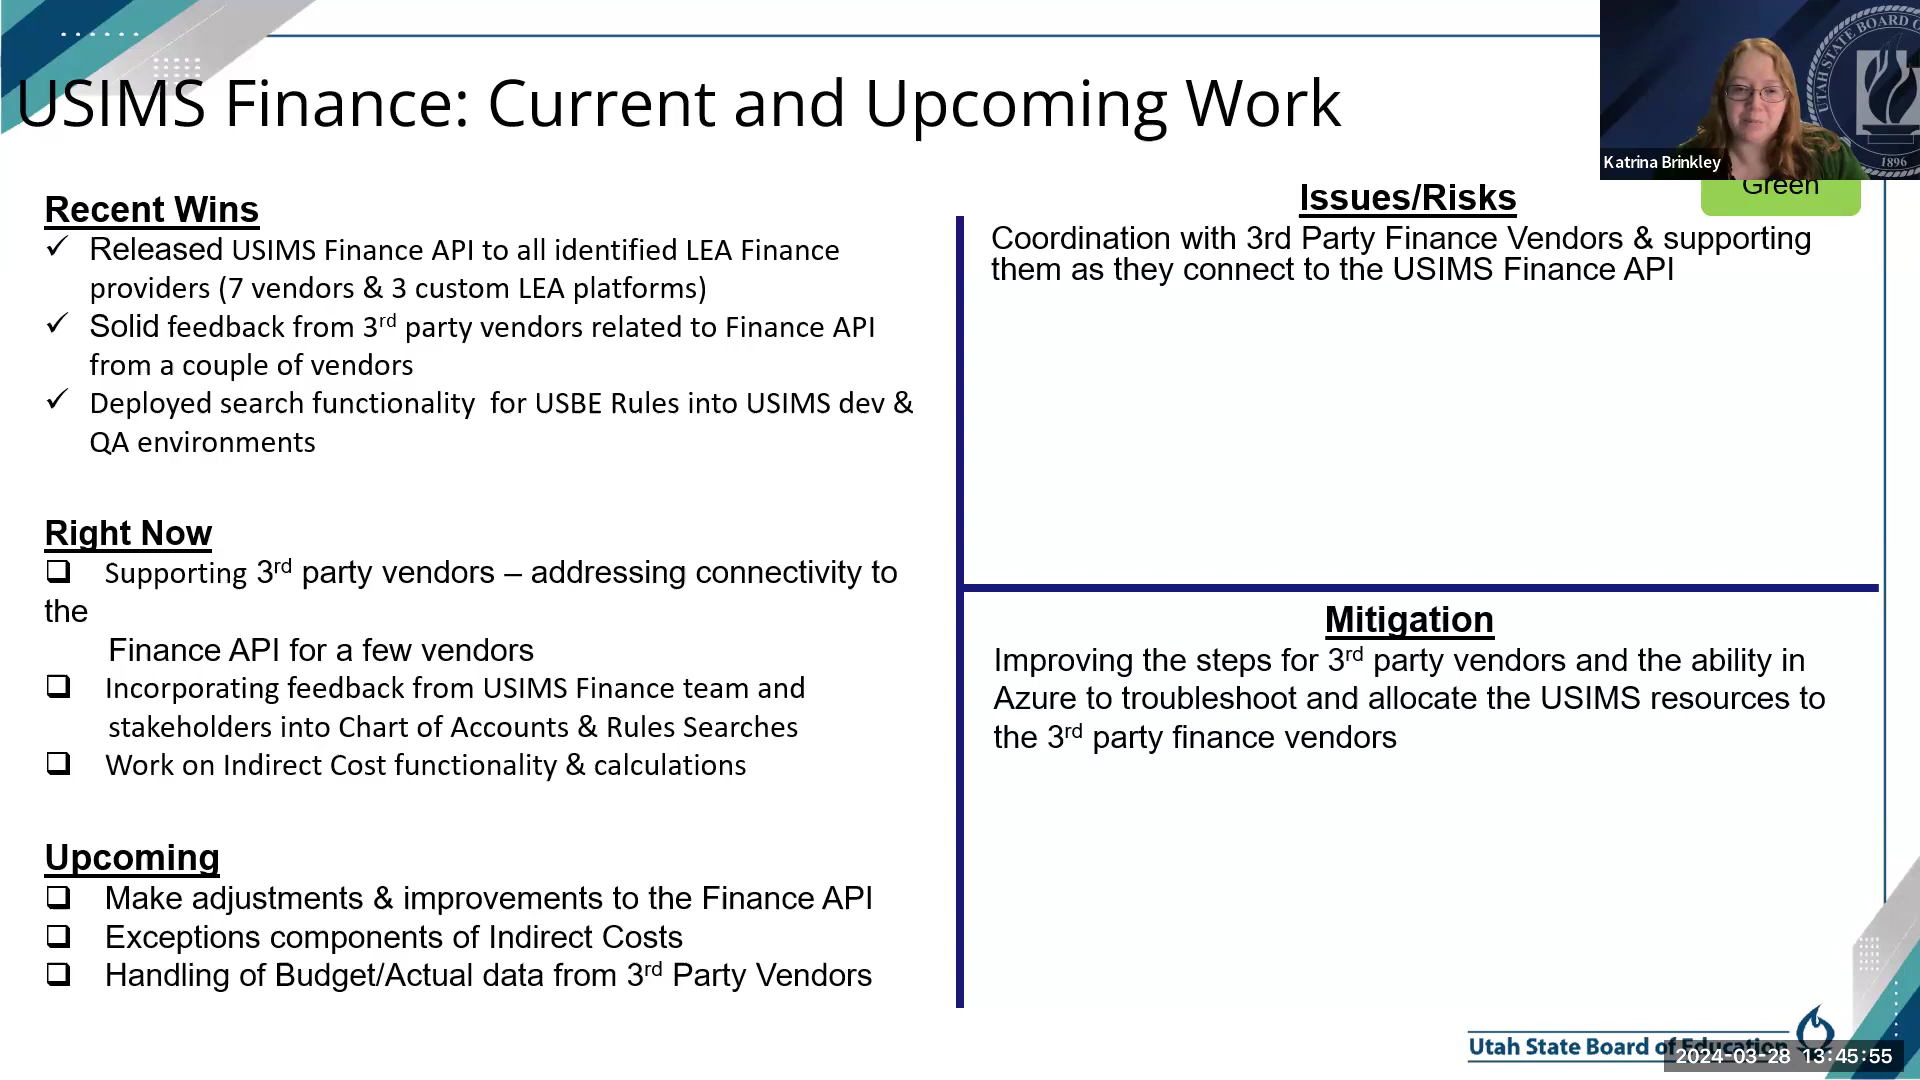 USIMS Finance: Current and Upcoming Work
UTAH STATE BOARD O
1896
Katrina Brinkley
Green
Recent Wins
✓ Released USIMS Finance API to all identified LEA Finance
providers (7 vendors & 3 custom LEA platforms)
✓ Solid feedback from 3rd party vendors related to Finance API
from a couple of vendors
✓ Deployed search functionality for USBE Rules into USIMS dev &
QA environments
Right Now
❑ Supporting 3rd party vendors – addressing connectivity to
the
Finance API for a few vendors
❑ Incorporating feedback from USIMS Finance team and
stakeholders into Chart of Accounts & Rules Searches
❑ Work on Indirect Cost functionality & calculations
Upcoming
❑ Make adjustments & improvements to the Finance API
❑ Exceptions components of Indirect Costs
❑ Handling of Budget/Actual data from 3rd Party Vendors
Issues/Risks
Coordination with 3rd Party Finance Vendors & supporting
them as they connect to the USIMS Finance API
Mitigation
Improving the steps for 3rd party vendors and the ability in
Azure to troubleshoot and allocate the USIMS resources to
the 3rd party finance vendors
Utah State Board of Education
2024-03-28 13:45:55